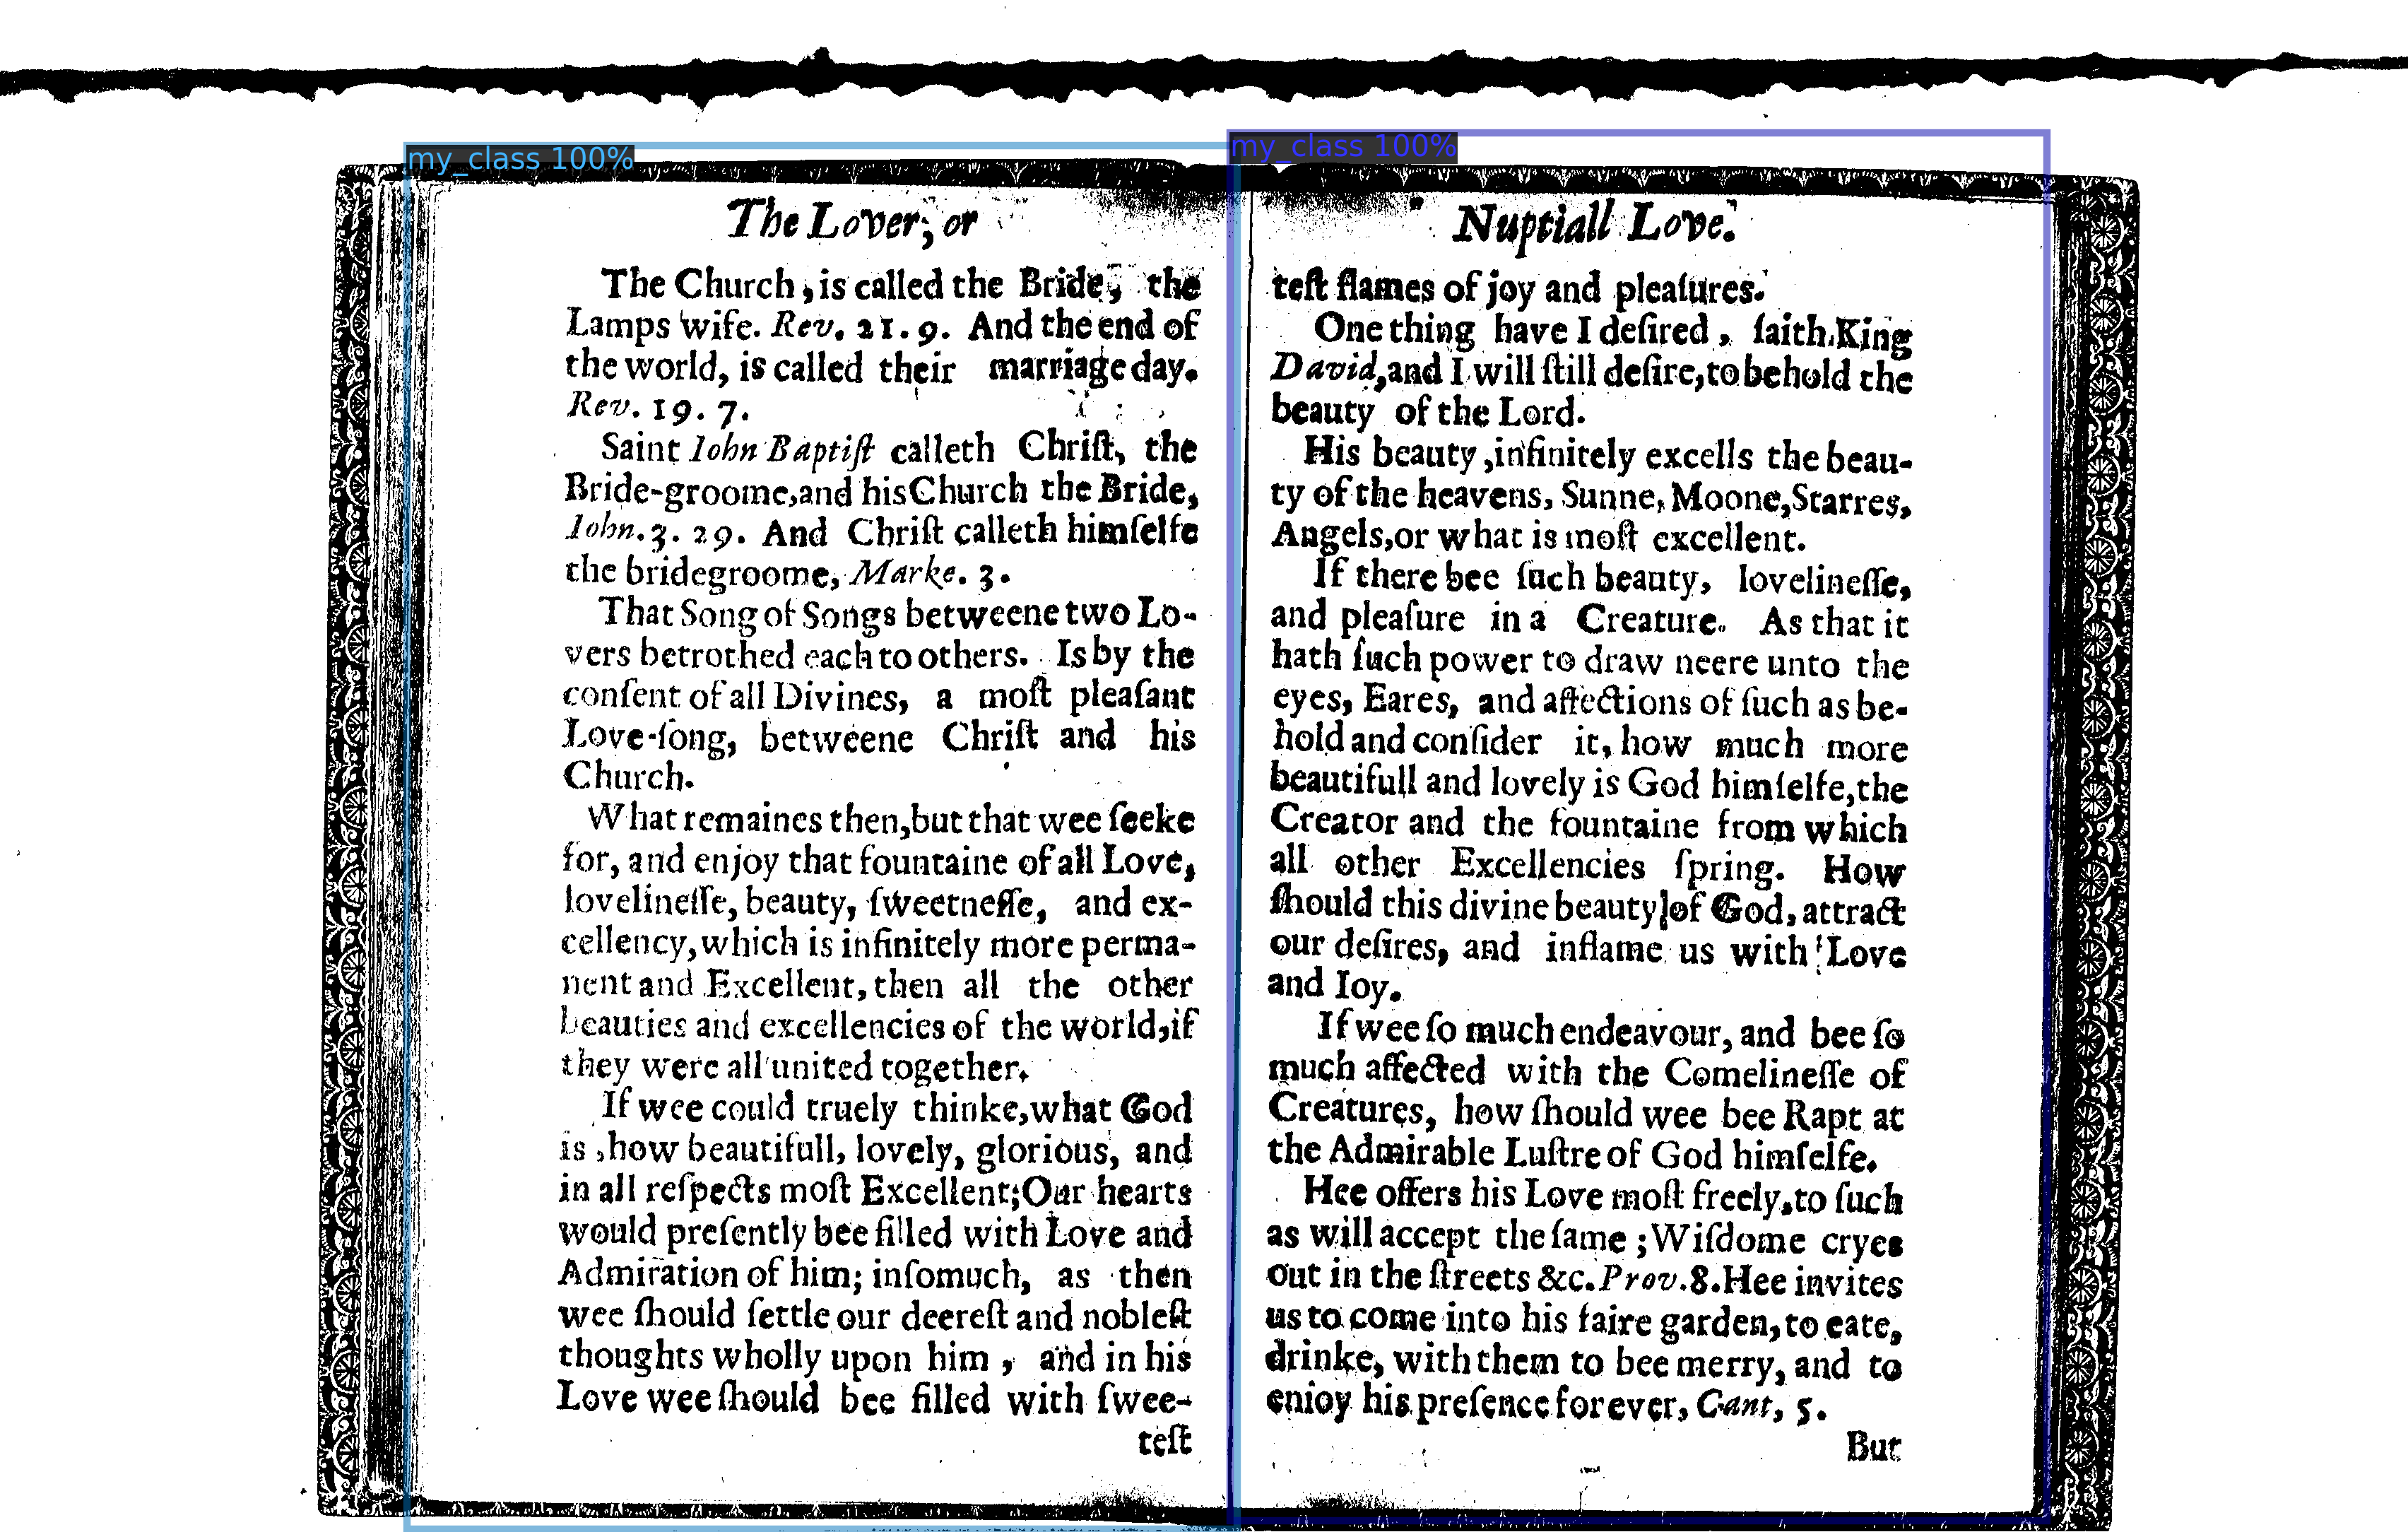 my_class 100%
my_class 100%
The Lover; or
The Church, is called the Bride, the
Lamps wife. Rev. 21. 9. And the end of
the world, is called their marriage day.
Rev. 19. 7.
Saint Iohn Baptiſt calleth Chriſt, the
Bride-groome, and his Church the Bride,
Iohn. 3. 29. And Chriſt calleth himſelfe
the bridegroome, Marke. 3.
That Song of Songs betweene two Lo-
vers betrothed each to others. Is by the
conſent of all Divines, a moſt pleaſant
Love-ſong, betweene Chriſt and his
Church.
What remaines then, but that wee ſeeke
for, and enjoy that fountaine of all Love,
lovelineſſe, beauty, ſweetneſſe, and ex-
cellency, which is infinitely more perma-
nent and Excellent, then all the other
beauties and excellencies of the world, if
they were all united together.
If wee could truely thinke, what God
is, how beautifull, lovely, glorious, and
in all reſpects moſt Excellent; Our hearts
would preſently bee filled with Love and
Admiration of him; inſomuch, as then
wee ſhould ſettle our deereſt and nobleſt
thoughts wholly upon him, and in his
Love wee ſhould bee filled with ſwee-
teſt
Nuptiall Love.
teſt flames of joy and pleaſures.
One thing have I deſired, ſaith King
David, and I will ſtill deſire, to behold the
beauty of the Lord.
His beauty, infinitely excells the beau-
ty of the heavens, Sunne, Moone, Starres,
Angels, or what is moſt excellent.
If there bee ſuch beauty, lovelineſſe,
and pleaſure in a Creature. As that it
hath ſuch power to draw neere unto the
eyes, Eares, and affections of ſuch as be-
hold and conſider it, how much more
beautifull and lovely is God himſelfe, the
Creator and the fountaine from which
all other Excellencies ſpring. How
ſhould this divine beauty of God, attract
our deſires, and inflame us with Love
and Ioy.
If wee ſo much endeavour, and bee ſo
much affected with the Comelineſſe of
Creatures, how ſhould wee bee Rapt at
the Admirable Luſtre of God himſelfe.
Hee offers his Love moſt freely, to ſuch
as will accept the ſame; Wiſdome cryes
out in the ſtreets &c. Prov. 8. Hee invites
us to come into his faire garden, to eate,
drinke, with them to bee merry, and to
enioy his preſence for ever, Cant, 5.
But